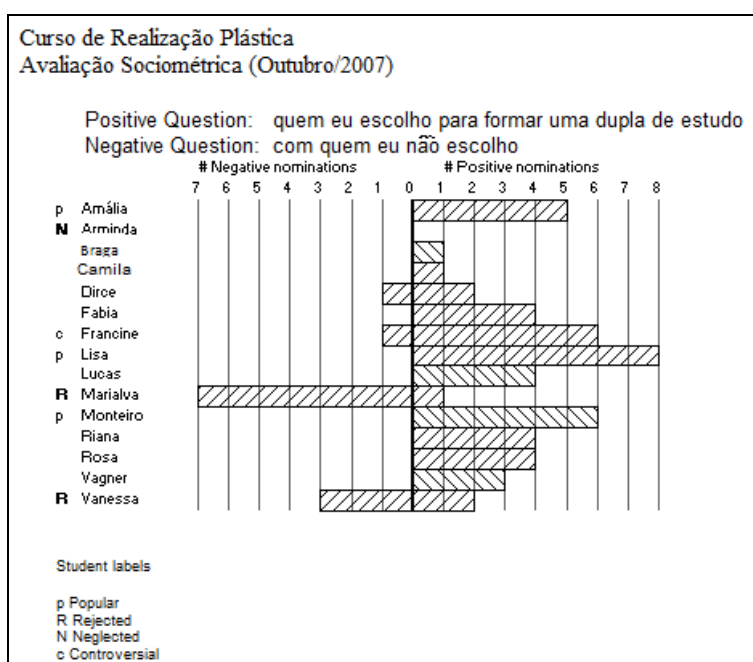 Curso de Realização Plástica
Avaliação Sociométrica (Outubro/2007)
Positive Question: quem eu escolho para formar uma dupla de estudo
Negative Question: com quem eu não escolho
# Negative nominations # Positive nominations
7 6 5 4 3 2 1 0 1 2 3 4 5 6 7 8
p Amália
N Arminda
Braga
Camila
Dirce
Fabia
c Francine
p Lisa
Lucas
R Marialva
p Monteiro
Riana
Rosa
Vagner
R Vanessa
Student labels
p Popular
R Rejected
N Neglected
c Controversial